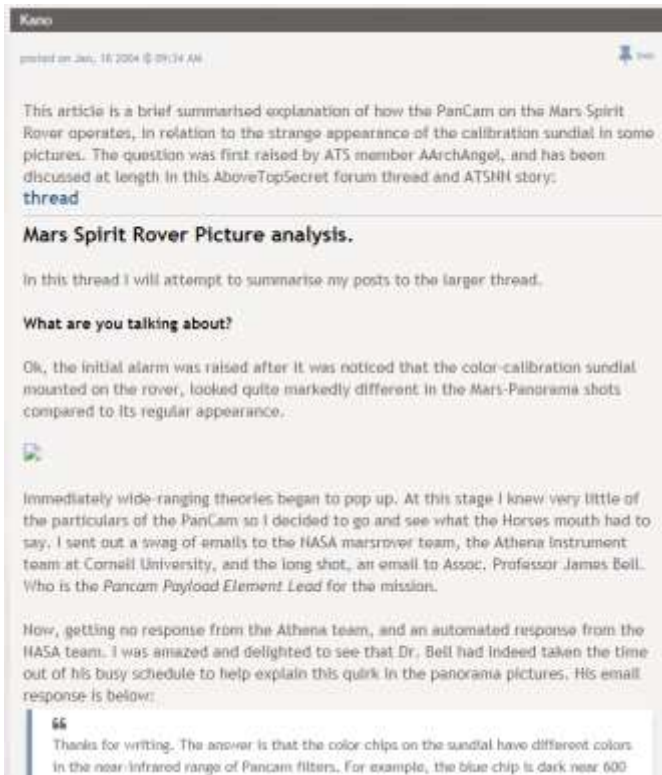 Kano
posted on Jan, 18 2004 @ 09:34 AM
This article is a brief summarised explanation of how the PanCam on the Mars Spirit
Rover operates, in relation to the strange appearance of the calibration sundial in some
pictures. The question was first raised by ATS member AArchAngel, and has been
discussed at length in this AboveTopSecret forum thread and ATSNN story:
thread
Mars Spirit Rover Picture analysis.
In this thread I will attempt to summarise my posts to the larger thread.
What are you talking about?
Ok, the initial alarm was raised after it was noticed that the color-calibration sundial
mounted on the rover, looked quite markedly different in the Mars-Panorama shots
compared to its regular appearance.
Immediately wide-ranging theories began to pop up. At this stage I knew very little of
the particulars of the PanCam so I decided to go and see what the Horses mouth had to
say. I sent out a swag of emails to the NASA marsrover team, the Athena Instrument
team at Cornell University, and the long shot, an email to Assoc. Professor James Bell.
Who is the Pancam Payload Element Lead for the mission.
Now, getting no response from the Athena team, and an automated response from the
NASA team. I was amazed and delighted to see that Dr. Bell had indeed taken the time
out of his busy schedule to help explain this quirk in the panorama pictures. His email
response is below:
Thanks for writing. The answer is that the color chips on the sundial have different colors
in the near-infrared range of Pancam filters. For example, the blue chip is dark near 600